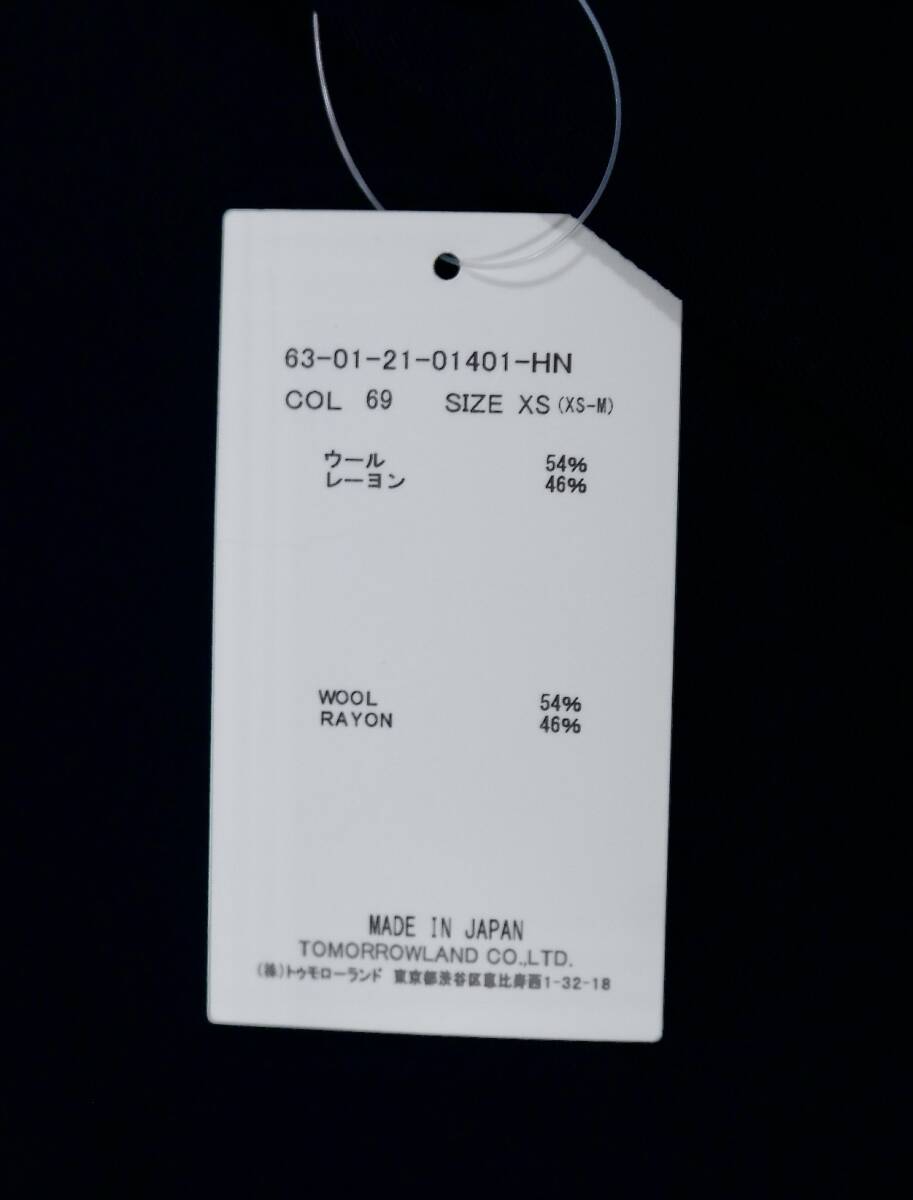 63-01-21-01401-HN
COL 69 SIZE XS (XS-M)
ウール 54%
レーヨン 46%
WOOL 54%
RAYON 46%
MADE IN JAPAN
TOMORROWLAND CO.,LTD.
(株)トゥモローランド 東京都渋谷区恵比寿西1-32-18